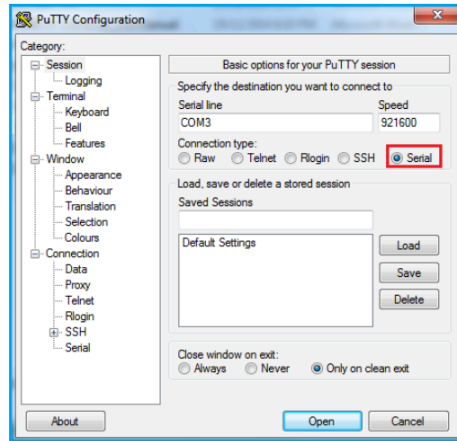 PuTTY Configuration
Category:
Session
Logging
Terminal
Keyboard
Bell
Features
Window
Appearance
Behaviour
Translation
Selection
Colours
Connection
Data
Proxy
Telnet
Rlogin
SSH
Serial
Basic options for your PuTTY session
Specify the destination you want to connect to
Serial line Speed
COM3 921600
Connection type:
Raw Telnet Rlogin SSH Serial
Load, save or delete a stored session
Saved Sessions
Default Settings
Load
Save
Delete
Close window on exit:
Always Never Only on clean exit
About Open Cancel